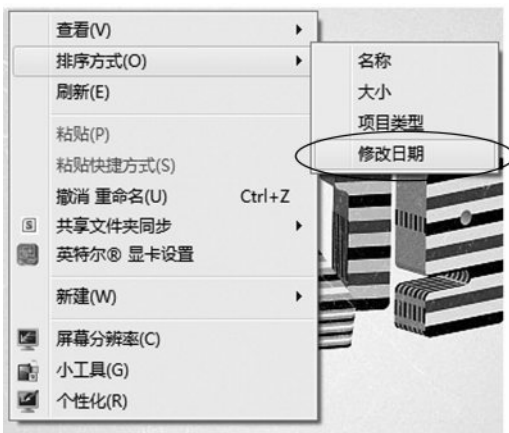 查看(V)
排序方式(O)
刷新(E)
粘贴(P)
粘贴快捷方式(S)
撤消 重命名(U) Ctrl+Z
S 共享文件夹同步
英特尔® 显卡设置
新建(W)
屏幕分辨率(C)
小工具(G)
个性化(R)
名称
大小
项目类型
修改日期